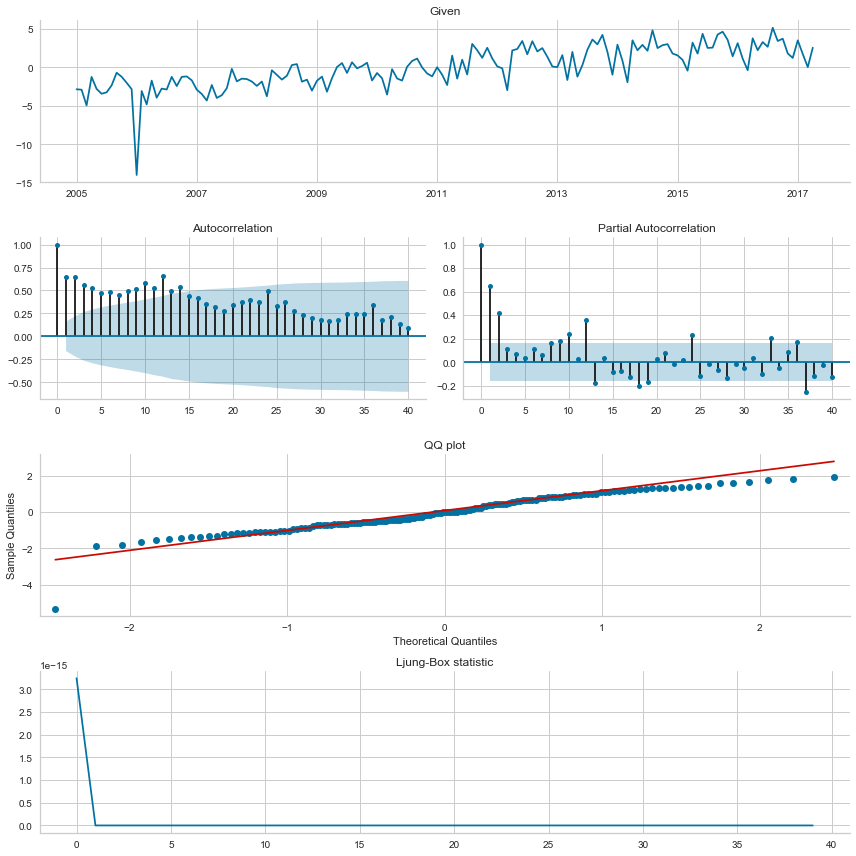 Given
5
0
−5
−10
−15
2005 2007 2009 2011 2013 2015 2017
Autocorrelation
1.00
0.75
0.50
0.25
0.00
−0.25
−0.50
0 5 10 15 20 25 30 35 40
Partial Autocorrelation
1.0
0.8
0.6
0.4
0.2
0.0
−0.2
0 5 10 15 20 25 30 35 40
QQ plot
Sample Quantiles
2
0
−2
−4
−2 −1 0 1 2
Theoretical Quantiles
Ljung-Box statistic
1e−15
3.0
2.5
2.0
1.5
1.0
0.5
0.0
0 5 10 15 20 25 30 35 40